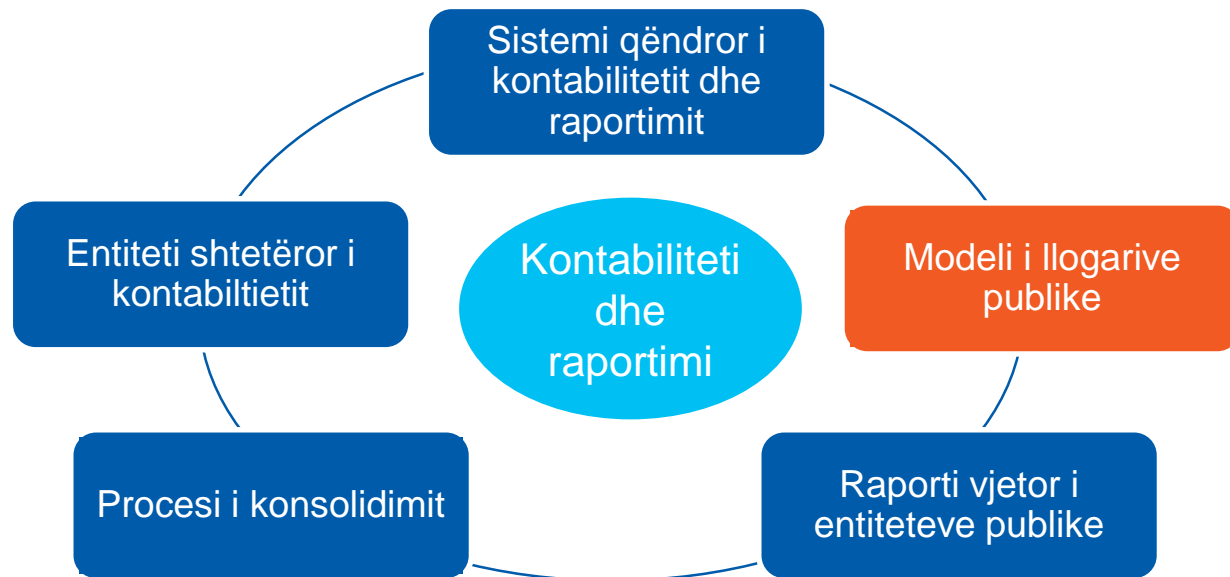 Sistemi qëndror i
kontabilitetit dhe
raportimit
Entiteti shtetëror i
kontabiltietit
Kontabiliteti
dhe
raportimi
Modeli i llogarive
publike
Procesi i konsolidimit
Raporti vjetor i
entiteteve publike